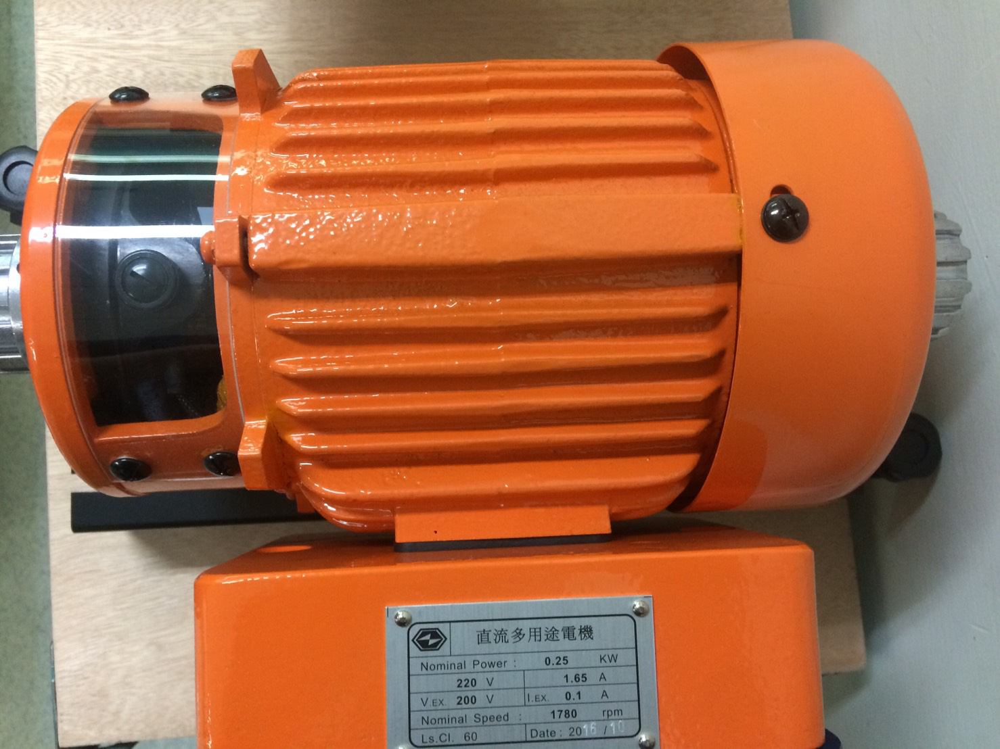 直流多用途電機
Nominal Power : 0.25 KW
220 V 1.65 A
V.EX. 200 V I.EX. 0.1 A
Nominal Speed : 1780 rpm
Ls.Cl. 60 Date : 2016 / 10